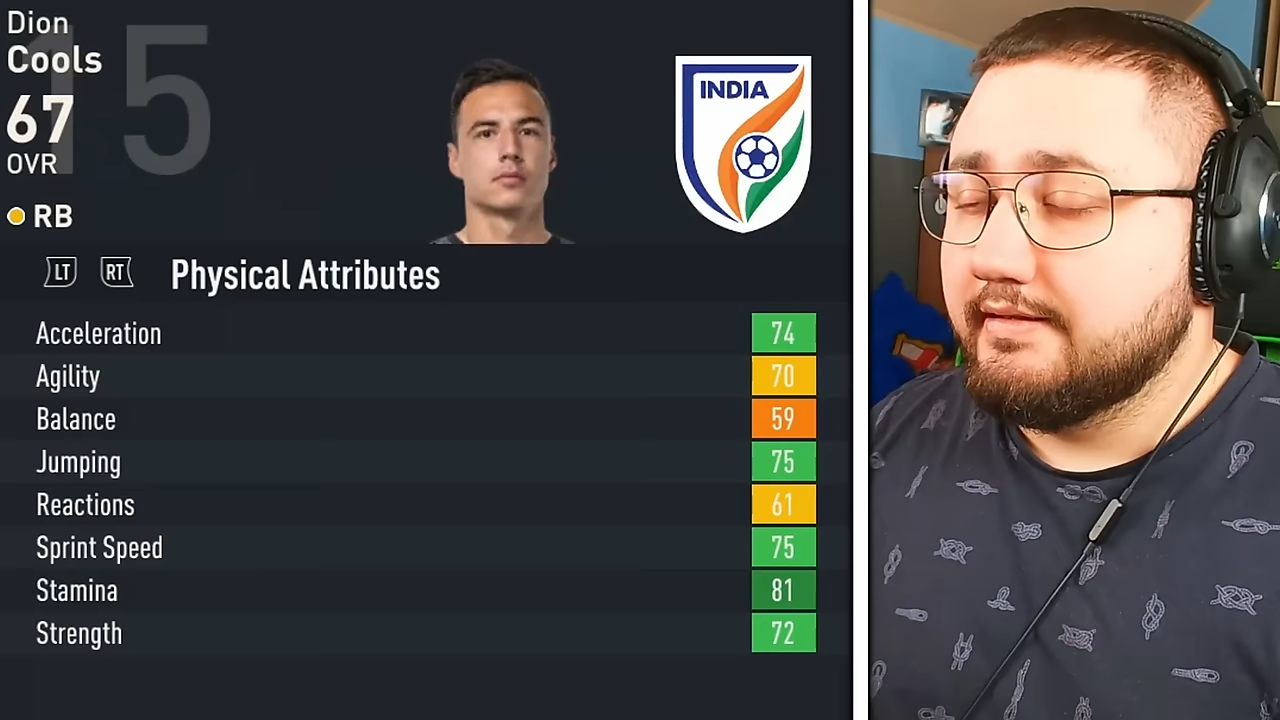 Dion
Cools
15
67
OVR
RB
INDIA
LT RT Physical Attributes
Acceleration 74
Agility 70
Balance 59
Jumping 75
Reactions 61
Sprint Speed 75
Stamina 81
Strength 72